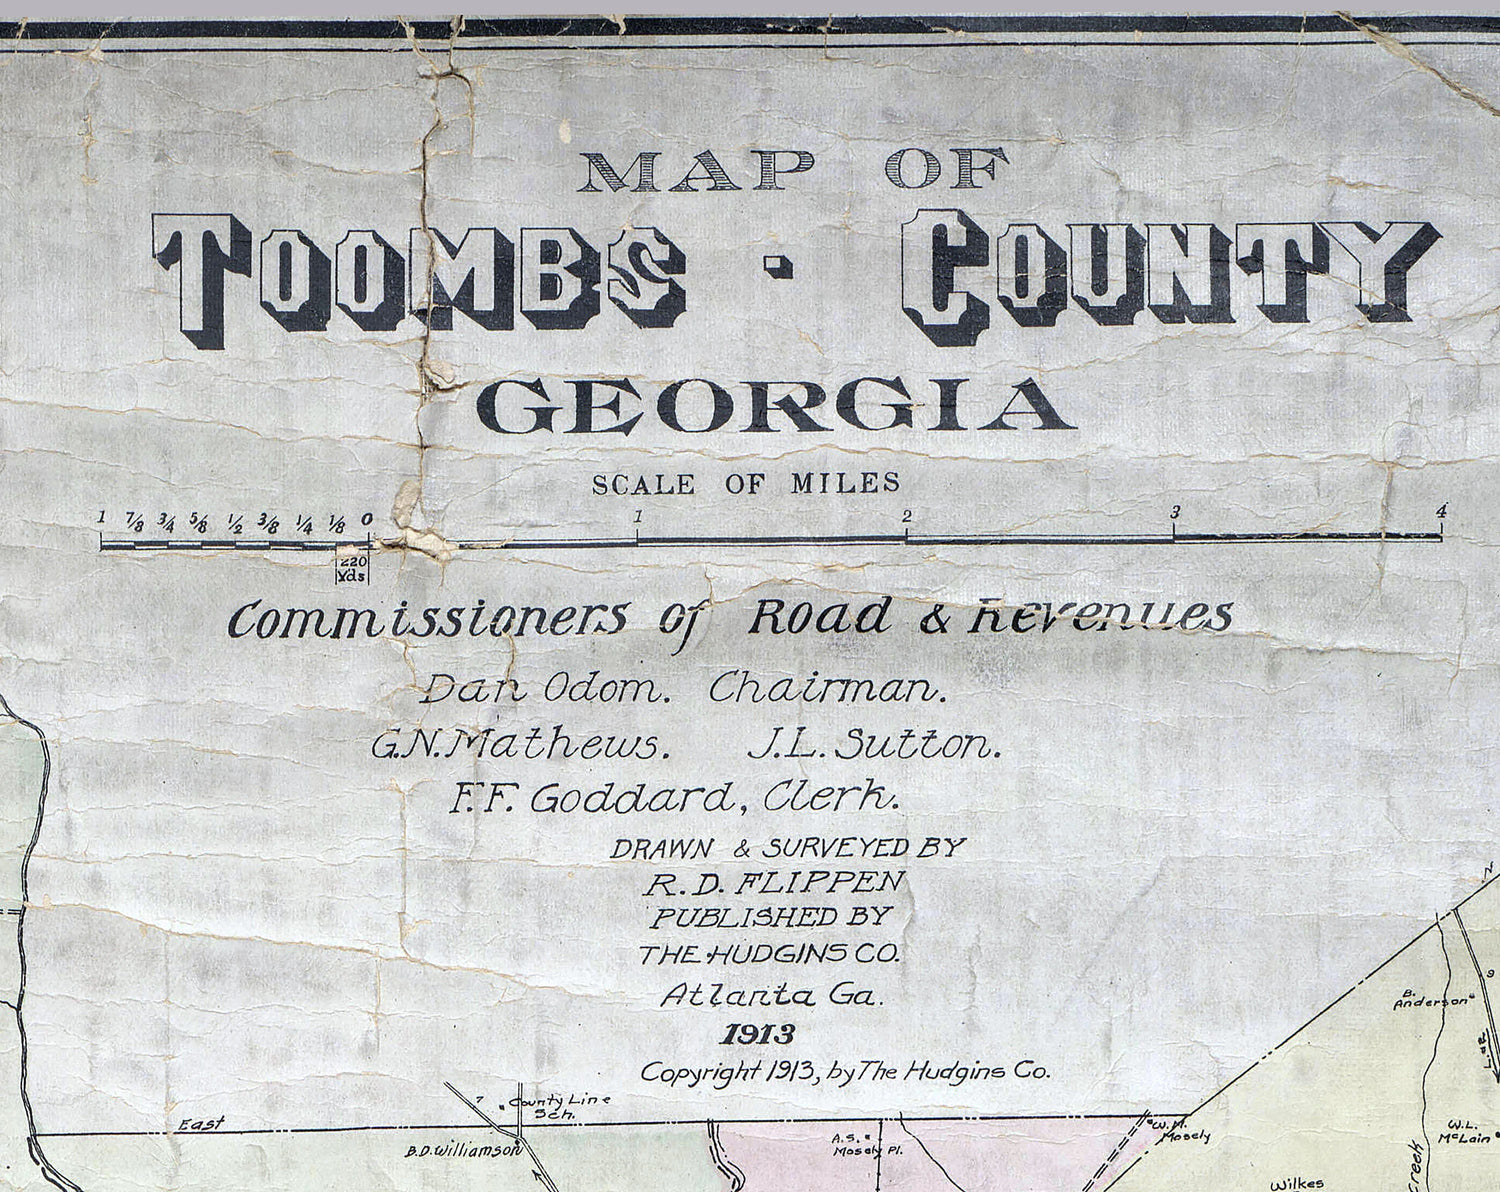 MAP OF
TOOMBS · COUNTY
GEORGIA
SCALE OF MILES
1 7/8 3/4 5/8 1/2 3/8 1/4 1/8 0 1 2 3 4
220
Yds
Commissioners of Road & Revenues
Dan Odom. Chairman.
G.N. Mathews. J.L. Sutton.
F.F. Goddard, Clerk.
DRAWN & SURVEYED BY
R.D. FLIPPEN
PUBLISHED BY
THE HUDGINS CO.
Atlanta Ga.
1913
Copyright 1913, by The Hudgins Co.
N.
B.
Anderson
9
7
County Line
Sch.
East
B.D. Williamson
A.S.
Mosely Pl.
W.M.
Mosely
W.L.
McLain
Creek
Wilkes